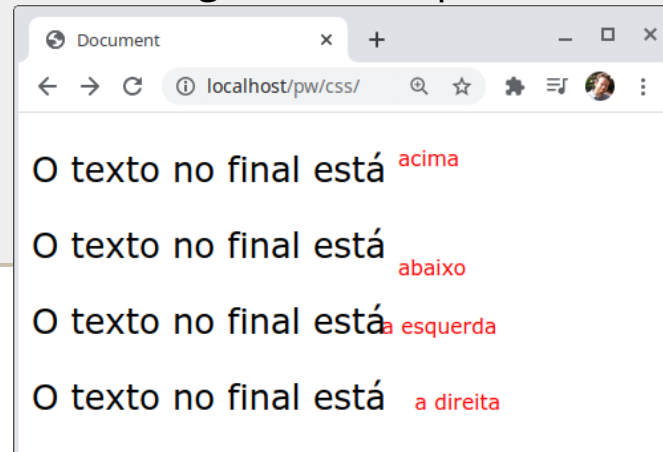 Document
localhost/pw/css/
O texto no final está acima
O texto no final está abaixo
O texto no final está a esquerda
O texto no final está a direita